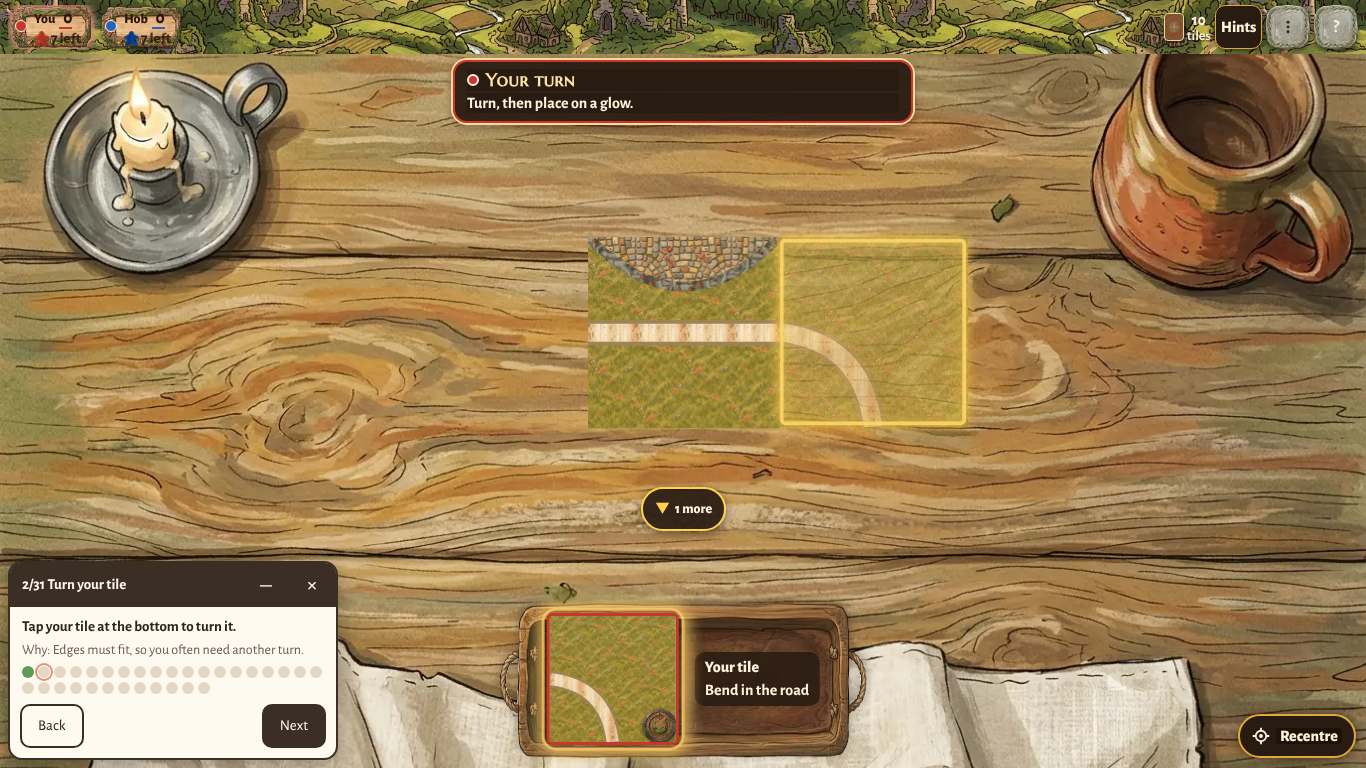 You 0
7 left
Hob 0
7 left
10
tiles
Hints
?
Your turn
Turn, then place on a glow.
1 more
2/31 Turn your tile
Tap your tile at the bottom to turn it.
Why: Edges must fit, so you often need another turn.
Back
Next
Your tile
Bend in the road
Recentre